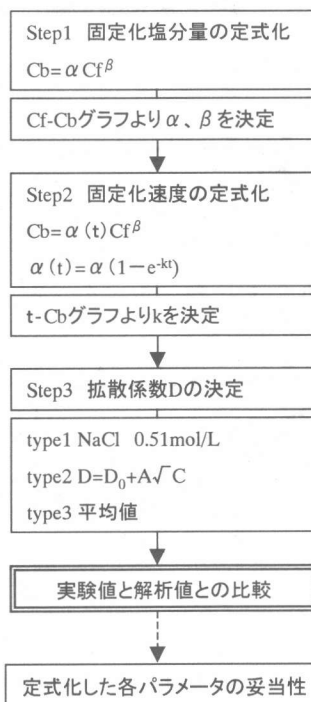 Step1 固定化塩分量の定式化
Cb=αCf^β
Cf-Cbグラフよりα、βを決定
Step2 固定化速度の定式化
Cb=α(t)Cf^β
α(t)=α(1－e^-kt)
t-Cbグラフよりkを決定
Step3 拡散係数Dの決定
type1 NaCl 0.51mol/L
type2 D=D₀+A√C
type3 平均値
実験値と解析値との比較
定式化した各パラメータの妥当性